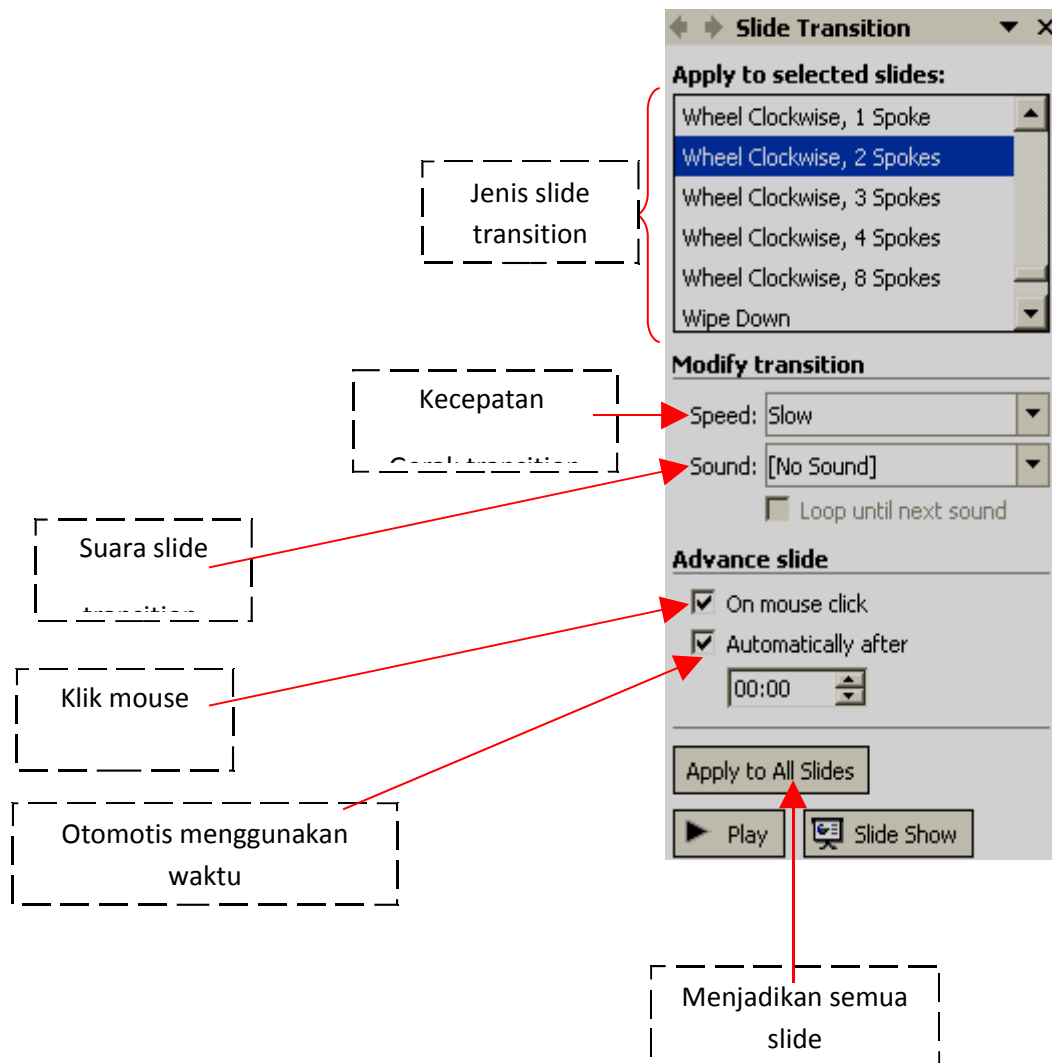 Slide Transition
Apply to selected slides:
Wheel Clockwise, 1 Spoke
Wheel Clockwise, 2 Spokes
Wheel Clockwise, 3 Spokes
Wheel Clockwise, 4 Spokes
Wheel Clockwise, 8 Spokes
Wipe Down
Jenis slide
transition
Modify transition
Speed: Slow
Sound: [No Sound]
Loop until next sound
Kecepatan
transition
Suara slide
transition
Advance slide
On mouse click
Automatically after
00:00
Klik mouse
Otomotis menggunakan
waktu
Apply to All Slides
Play
Slide Show
Menjadikan semua
slide